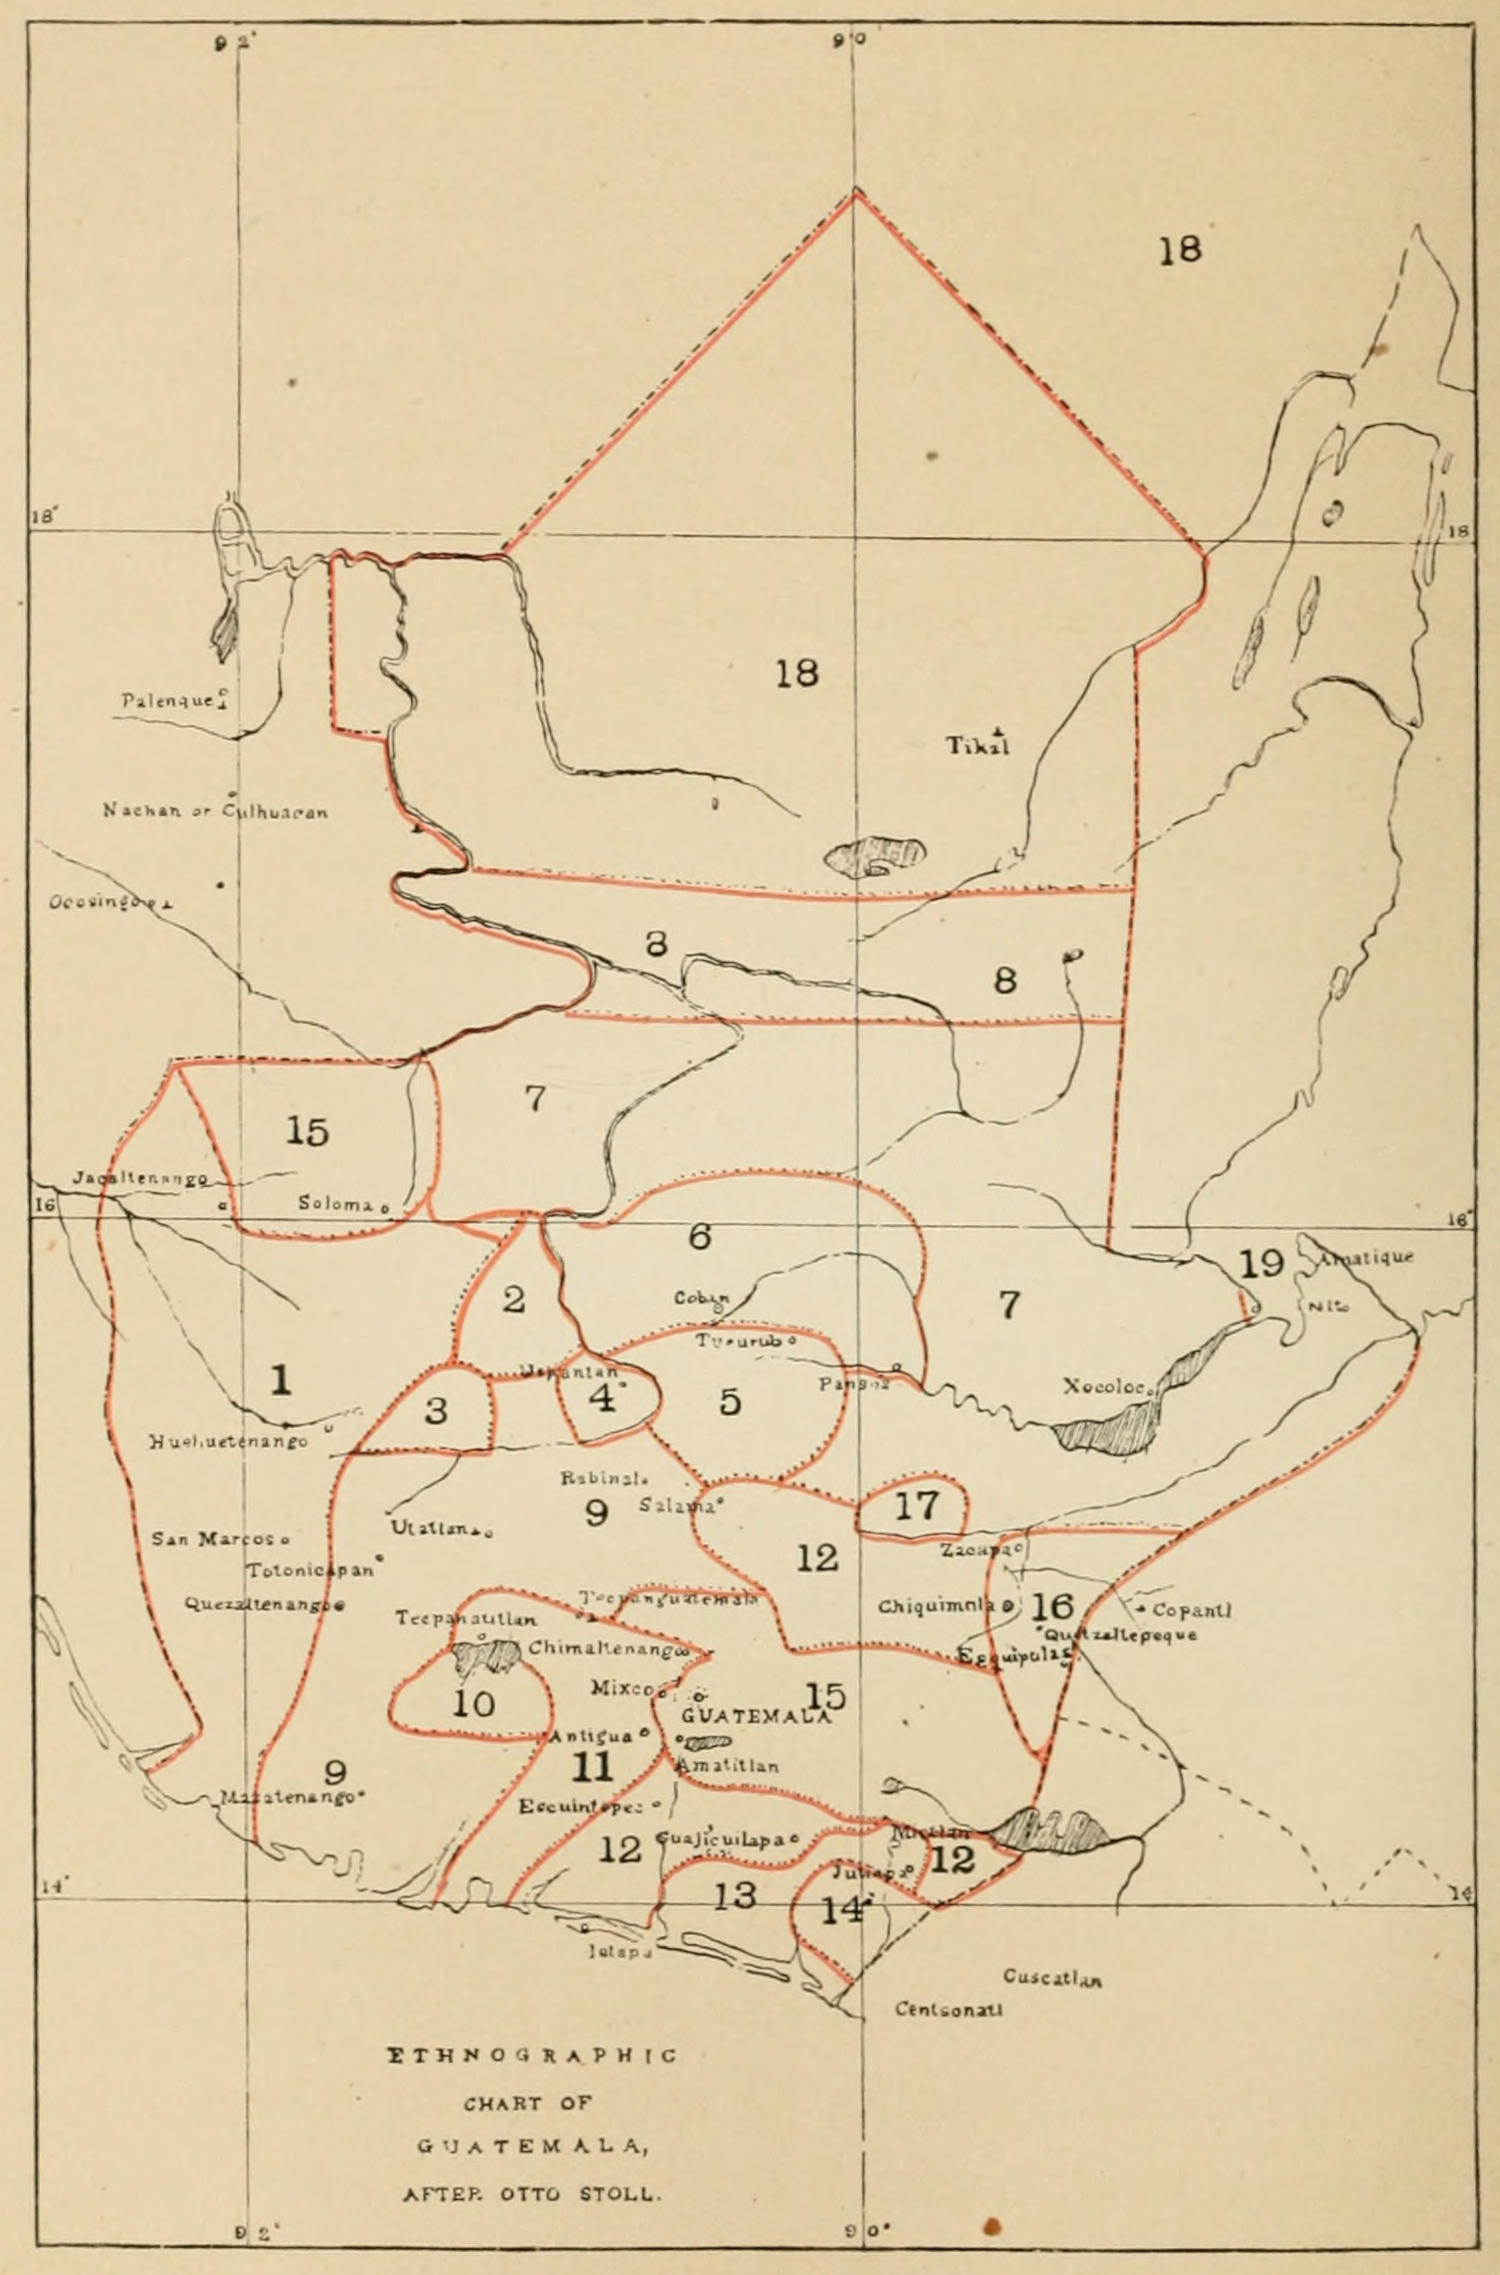 92°
90°
18
18°
18
18
Palenque
Tikal
Nachan or Culhuacan
Ocosingo
8
8
7
15
Jacaltenango
16
Soloma
16°
6
19
Amatique
2
Coban
7
Nito
Tucurub
1
Uspantan
Xocoloc
3
4
5
Huehuetenango
Rabinal
Salama
9
17
Utatlan
San Marcos
Zacapa
12
Totonicapan
Quezaltenango
Tecpanguatemala
Chiquimula
16
Copantl
Tecpanautlan
Quetzaltepeque
Chimaltenango
Esquipulas
Mixco
10
15
GUATEMALA
Antigua
11
Amatitlan
9
Mazatenango
Escuintepec
12
Guajicuilapa
Mictlan
12
Jutiapa
14°
13
14
14
Istapa
Cuscatlan
Centsonatl
ETHNOGRAPHIC
CHART OF
GUATEMALA,
AFTER OTTO STOLL.
92°
90°